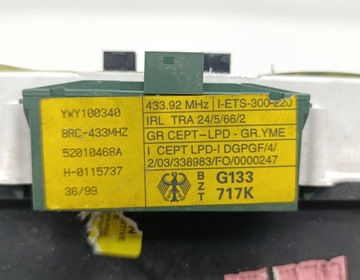 YWY100340
8RC-433MHZ
52010468A
H-0115737
36/99
433.92 MHz I-ETS-300-220
IRL TRA 24/5/66/2
GR CEPT-LPD - GR.YME
I CEPT LPD-I DGPGF/4/
2/03/338983/FO/0000247
BZT G133
717K